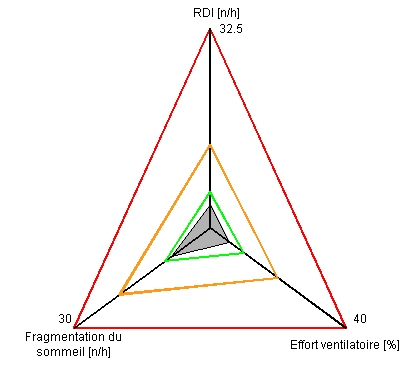 RDI [n/h]
32.5
30
40
Fragmentation du
sommeil [n/h]
Effort ventilatoire [%]